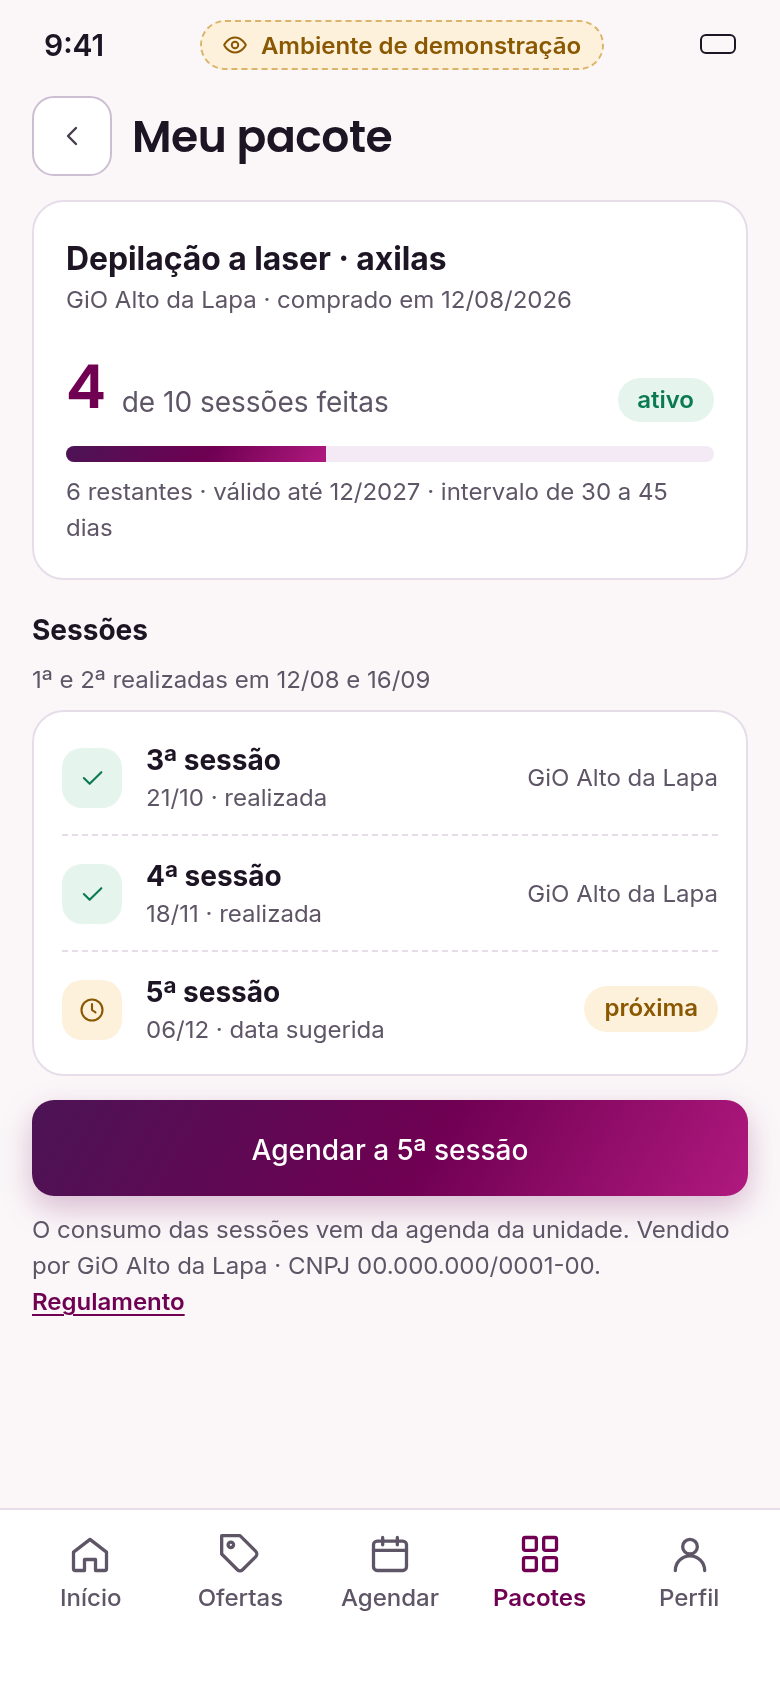 9:41
Ambiente de demonstração
Meu pacote
Depilação a laser · axilas
GiO Alto da Lapa · comprado em 12/08/2026
4 de 10 sessões feitas
ativo
6 restantes · válido até 12/2027 · intervalo de 30 a 45
dias
Sessões
1ª e 2ª realizadas em 12/08 e 16/09
3ª sessão
21/10 · realizada
GiO Alto da Lapa
4ª sessão
18/11 · realizada
GiO Alto da Lapa
5ª sessão
06/12 · data sugerida
próxima
Agendar a 5ª sessão
O consumo das sessões vem da agenda da unidade. Vendido
por GiO Alto da Lapa · CNPJ 00.000.000/0001-00.
Regulamento
Início
Ofertas
Agendar
Pacotes
Perfil